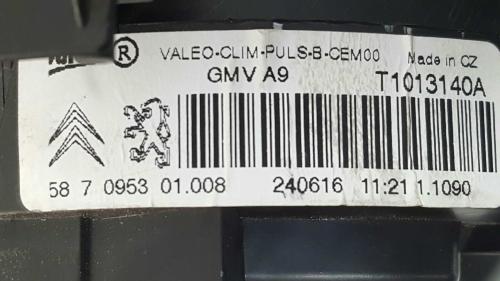 ® VALEO-CLIM-PULS-B-CEM00 Made in CZ
GMV A9 T1013140A
58 7 0953 01.008 240616 11:21 1.1090